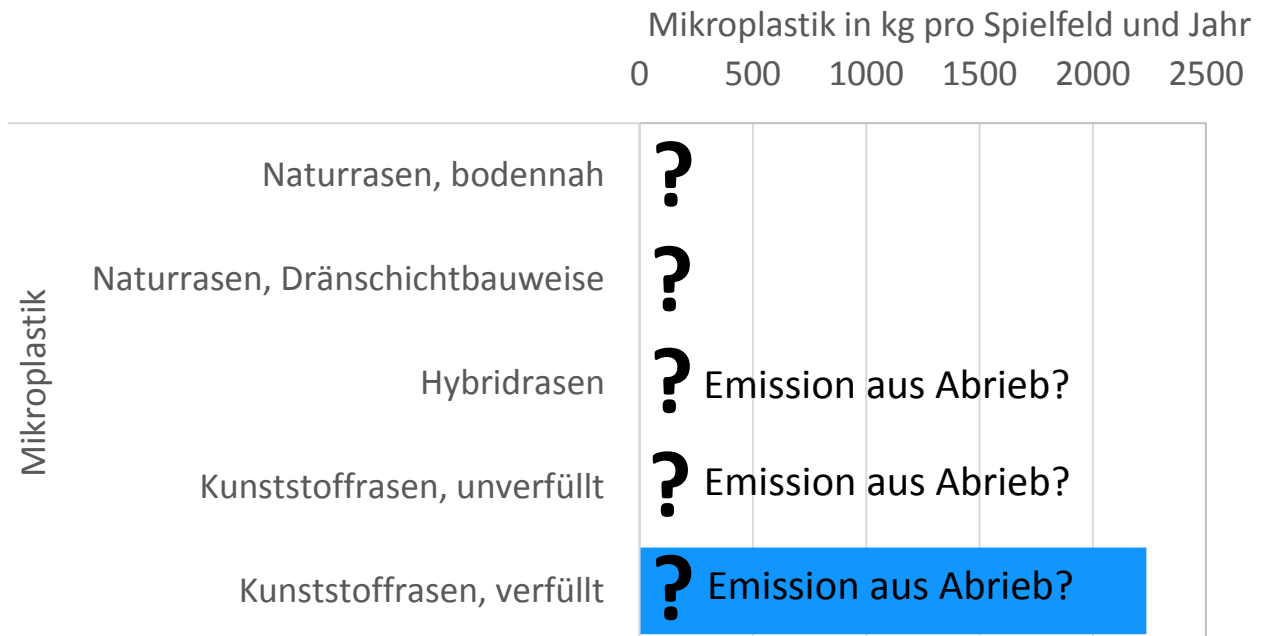 Mikroplastik in kg pro Spielfeld und Jahr
0 500 1000 1500 2000 2500
Mikroplastik
Naturrasen, bodennah ?
Naturrasen, Dränschichtbauweise ?
Hybridrasen ? Emission aus Abrieb?
Kunststoffrasen, unverfüllt ? Emission aus Abrieb?
Kunststoffrasen, verfüllt ? Emission aus Abrieb?